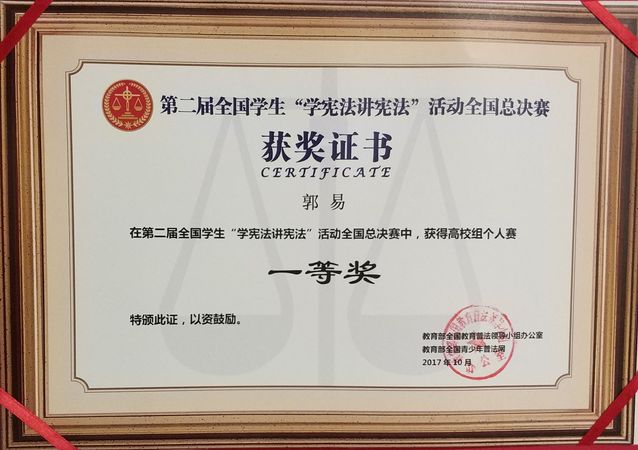 第二届全国学生“学宪法讲宪法”活动全国总决赛
获奖证书
CERTIFICATE
郭易
在第二届全国学生“学宪法讲宪法”活动全国总决赛中，获得高校组个人赛
一等奖
特颁此证，以资鼓励。
教育部全国教育普法领导小组办公室
教育部全国青少年普法网
2017年10月